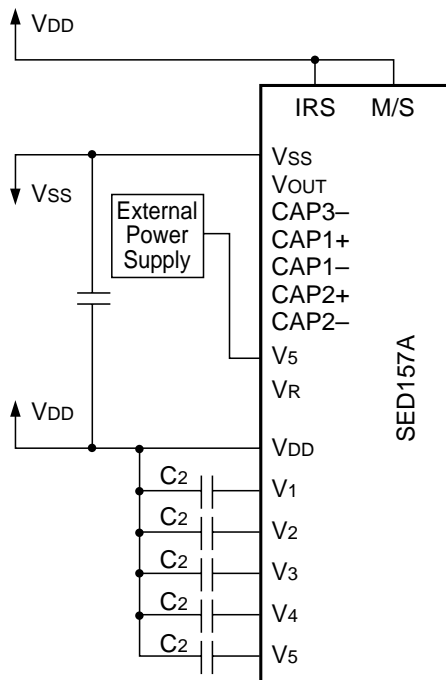 VDD
IRS M/S
VSS
VSS
VOUT
External
Power
Supply
CAP3–
CAP1+
CAP1–
CAP2+
CAP2–
V5
VR
SED157A
VDD
VDD
C2
V1
C2
V2
C2
V3
C2
V4
C2
V5